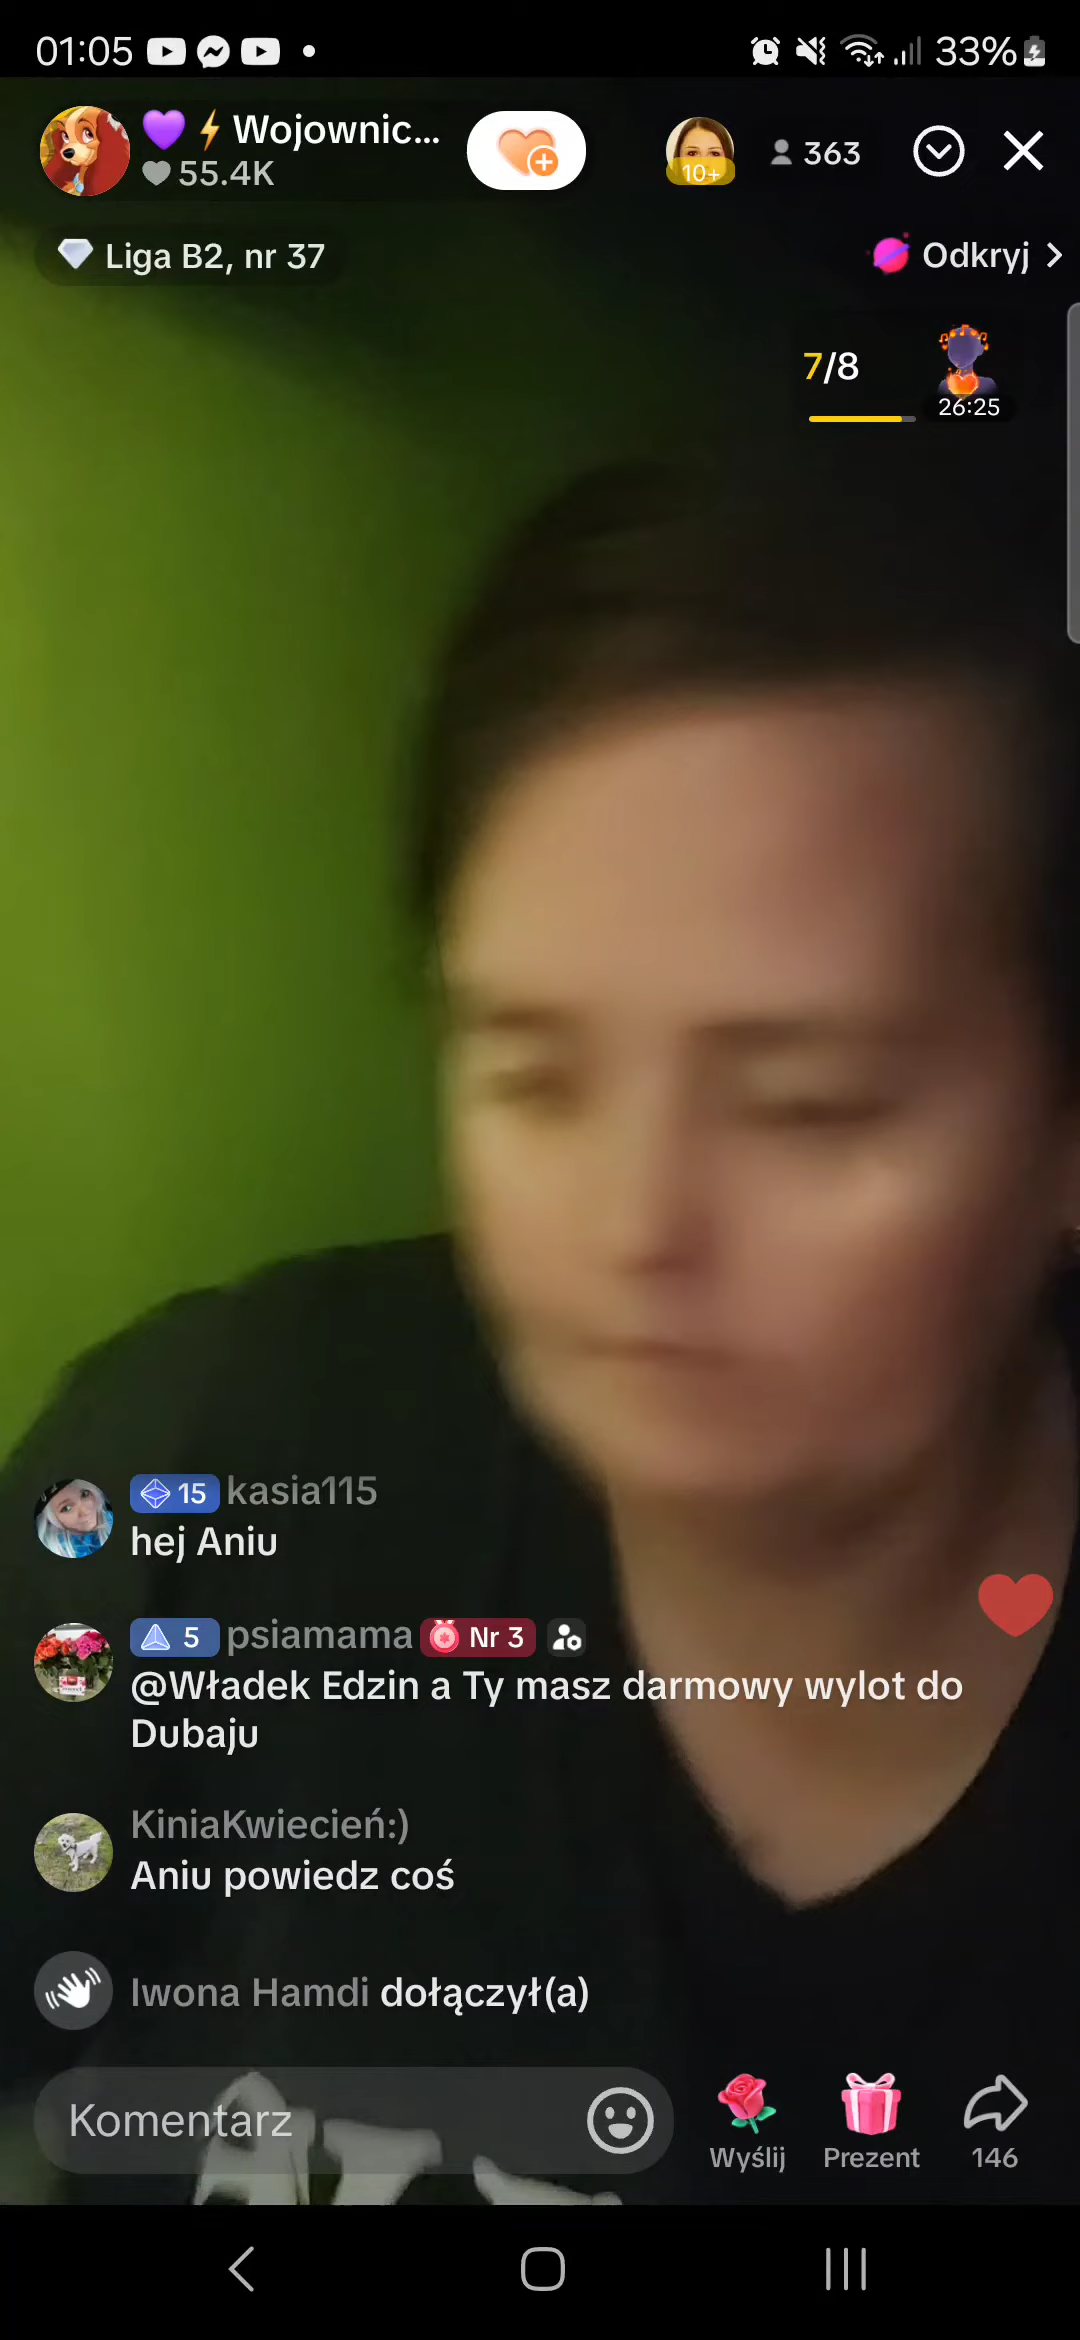 01:05
33%
💜⚡Wojownic...
55.4K
10+
363
Liga B2, nr 37
Odkryj
7/8
26:25
15 kasia115
hej Aniu
5 psiamama Nr 3
@Władek Edzin a Ty masz darmowy wylot do
Dubaju
KiniaKwiecień:)
Aniu powiedz coś
Iwona Hamdi dołączył(a)
Komentarz
Wyślij
Prezent
146